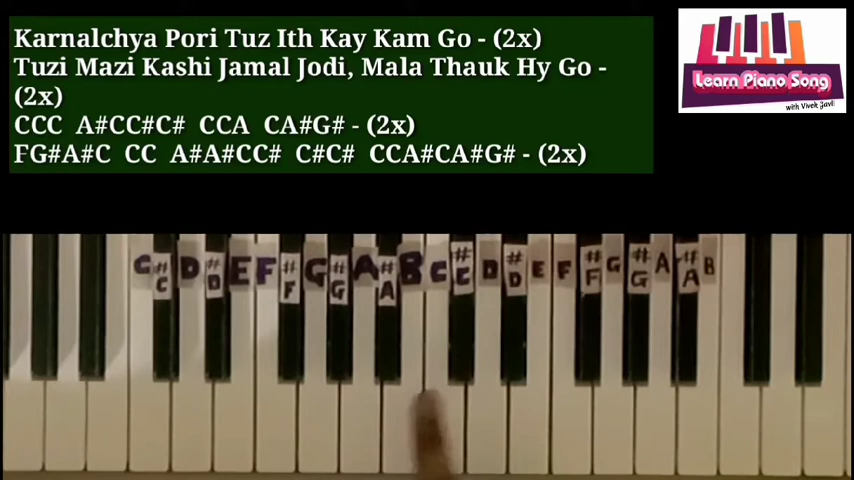 Karnalchya Pori Tuz Ith Kay Kam Go - (2x)
Tuzi Mazi Kashi Jamal Jodi, Mala Thauk Hy Go -
(2x)
CCC A#CC#C# CCA CA#G# - (2x)
FG#A#C CC A#A#CC# C#C# CCA#CA#G# - (2x)
Learn Piano Song
with Vivek
C #C D #D E F #F G #G A #A B C #C D #D E F #F G #G A #A B